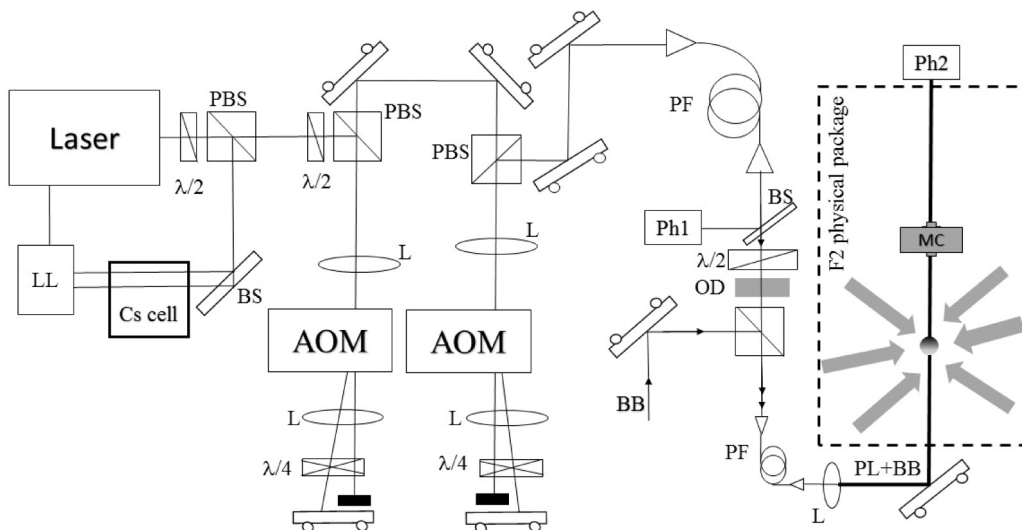 Laser
λ/2
PBS
λ/2
PBS
LL
Cs cell
BS
L
AOM
L
λ/4
PBS
L
AOM
L
λ/4
PF
Ph1
BS
λ/2
OD
BB
PF
L
PL+BB
Ph2
F2 physical package
MC